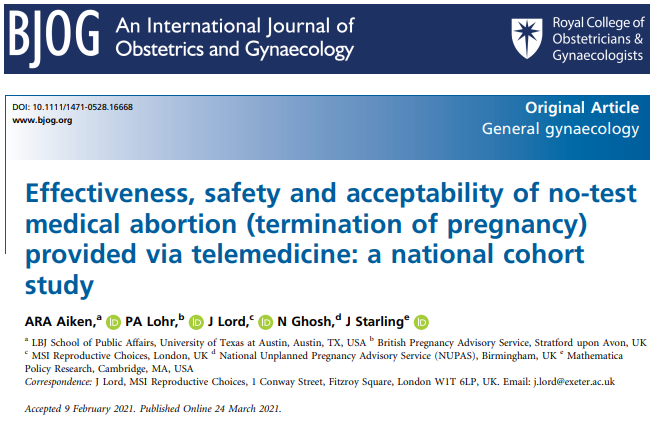 BJOG
An International Journal of
Obstetrics and Gynaecology
Royal College of
Obstetricians &
Gynaecologists
DOI: 10.1111/1471-0528.16668
www.bjog.org
Original Article
General gynaecology
Effectiveness, safety and acceptability of no-test
medical abortion (termination of pregnancy)
provided via telemedicine: a national cohort
study
ARA Aiken,a iD PA Lohr,b iD J Lord,c iD N Ghosh,d J Starlinge iD
a LBJ School of Public Affairs, University of Texas at Austin, Austin, TX, USA b British Pregnancy Advisory Service, Stratford upon Avon, UK
c MSI Reproductive Choices, London, UK d National Unplanned Pregnancy Advisory Service (NUPAS), Birmingham, UK e Mathematica
Policy Research, Cambridge, MA, USA
Correspondence: J Lord, MSI Reproductive Choices, 1 Conway Street, Fitzroy Square, London W1T 6LP, UK. Email: j.lord@exeter.ac.uk
Accepted 9 February 2021. Published Online 24 March 2021.